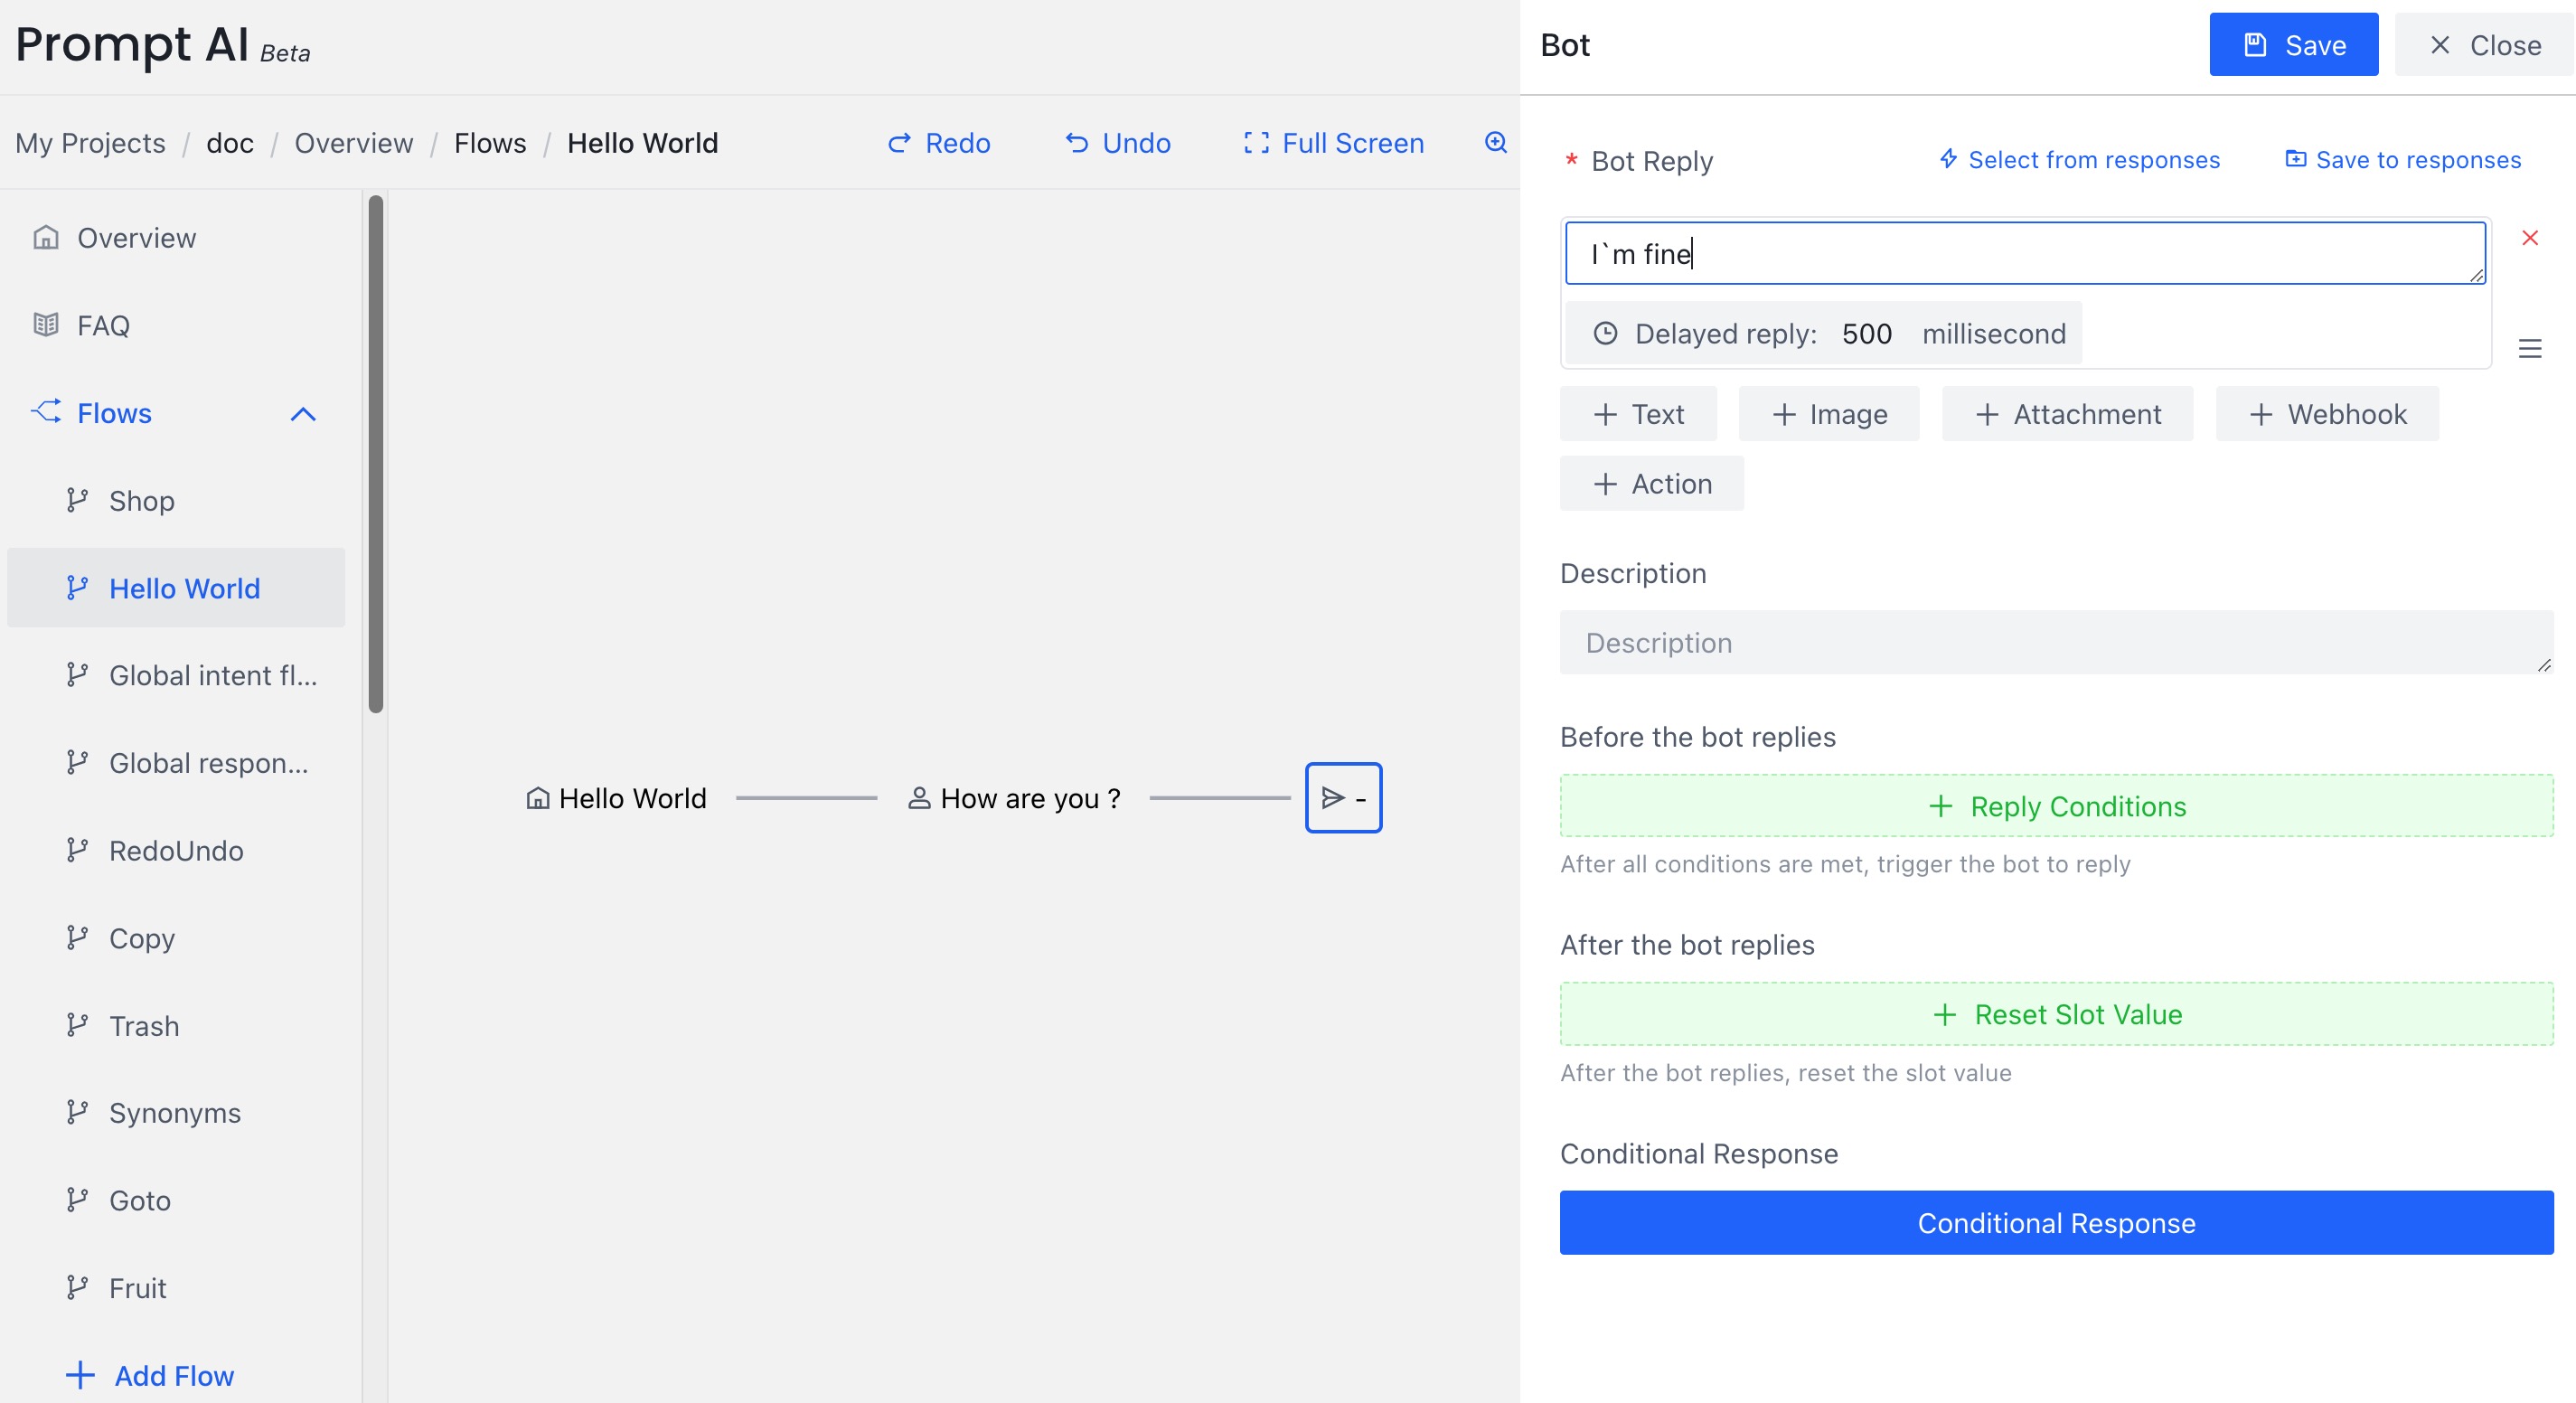 Prompt AI Beta
My Projects / doc / Overview / Flows / Hello World
Redo
Undo
Full Screen
Overview
FAQ
Flows
Shop
Hello World
Global intent fl...
Global respon...
RedoUndo
Copy
Trash
Synonyms
Goto
Fruit
Add Flow
Hello World
How are you ?
-
Bot
Save
Close
* Bot Reply
Select from responses
Save to responses
I`m fine
Delayed reply: 500 millisecond
+ Text
+ Image
+ Attachment
+ Webhook
+ Action
Description
Description
Before the bot replies
+ Reply Conditions
After all conditions are met, trigger the bot to reply
After the bot replies
+ Reset Slot Value
After the bot replies, reset the slot value
Conditional Response
Conditional Response